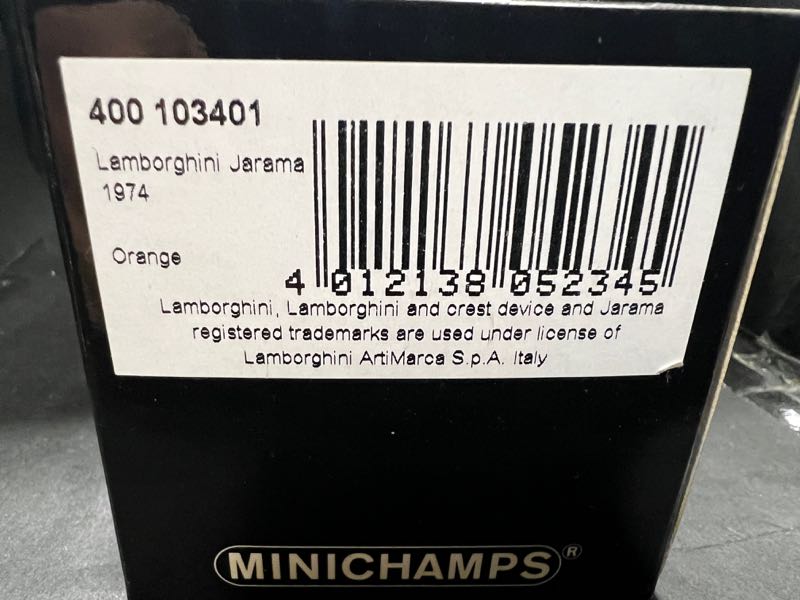 400 103401
Lamborghini Jarama
1974
Orange
4 012138 052345
Lamborghini, Lamborghini and crest device and Jarama
registered trademarks are used under license of
Lamborghini ArtiMarca S.p.A. Italy
MINICHAMPS®